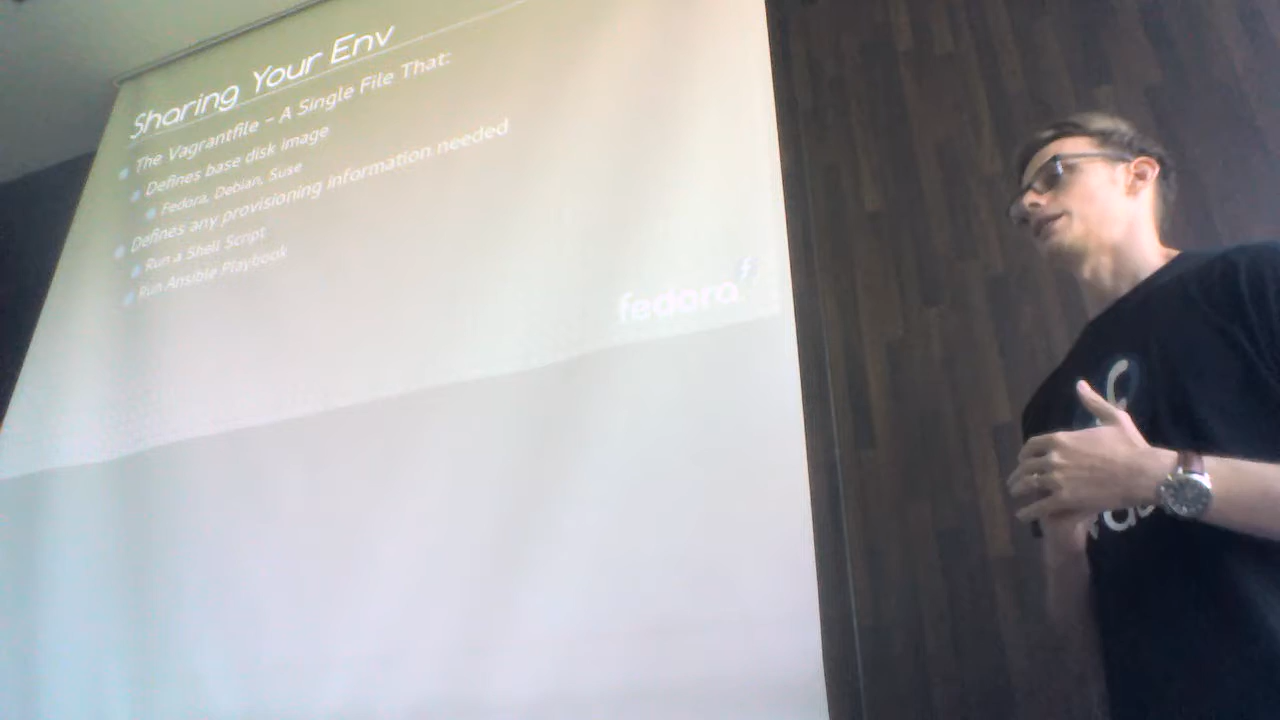 Sharing Your Env
The Vagrantfile – A Single File That:
Defines base disk image
Fedora, Debian, Suse
Defines any provisioning information needed
Run a Shell Script
Run Ansible Playbook
fedora